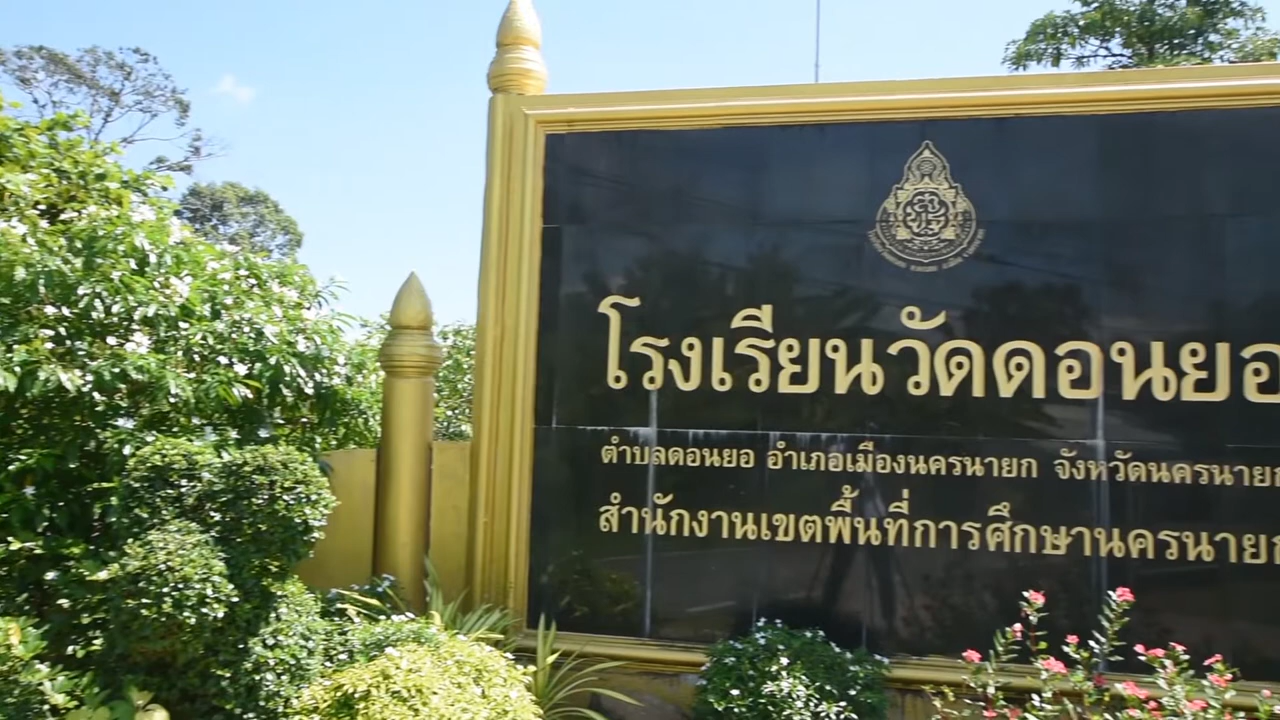 โรงเรียนวัดดอนยอ
ตำบลดอนยอ อำเภอเมืองนครนายก จังหวัดนครนายก
สำนักงานเขตพื้นที่การศึกษานครนายก